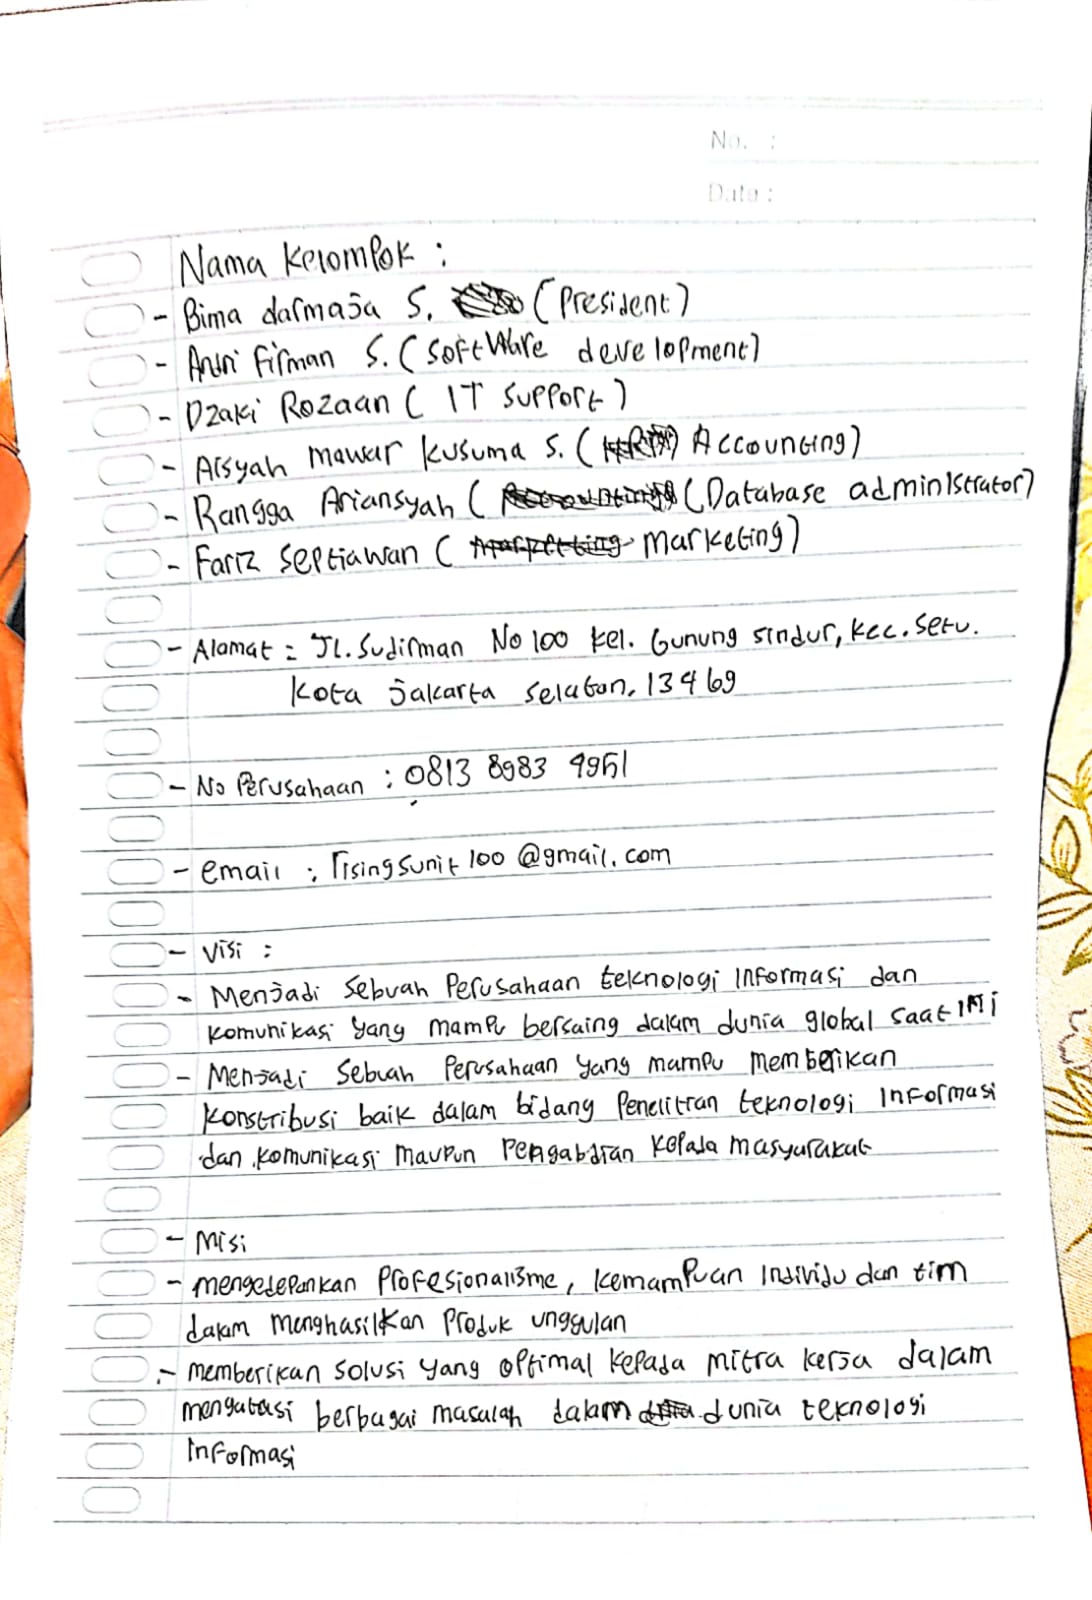 No. :
Date :
Nama Kelompok :
- Bima darmaja S. (President)
- Andri firman S. (Software development)
- Dzaki Rozaan ( IT Support )
- Aisyah mawar kusuma S. ( Accounting)
- Rangga Ariansyah ( (Database administrator)
- Fariz Septiawan ( marketing)
- Alamat = Jl. Sudirman No 100 kel. Gunung sindur, kec. Setu.
Kota jakarta selatan, 13469
- No Perusahaan : 0813 8983 9951
- email : risingsunit100@gmail.com
- Visi :
- Menjadi sebuah Perusahaan teknologi Informasi dan
komunikasi yang mampu bersaing dalam dunia global saat ini
- Menjadi sebuah Perusahaan yang mampu memberikan
konstribusi baik dalam bidang Penelitian teknologi Informasi
dan komunikasi maupun Pengabdian kepada masyarakat
- Misi
- mengedepankan Profesionalisme, kemampuan Individu dan tim
dalam menghasilkan Produk unggulan
- memberikan solusi yang optimal kepada mitra kerja dalam
mengatasi berbagai masalah dalam dunia teknologi
informasi